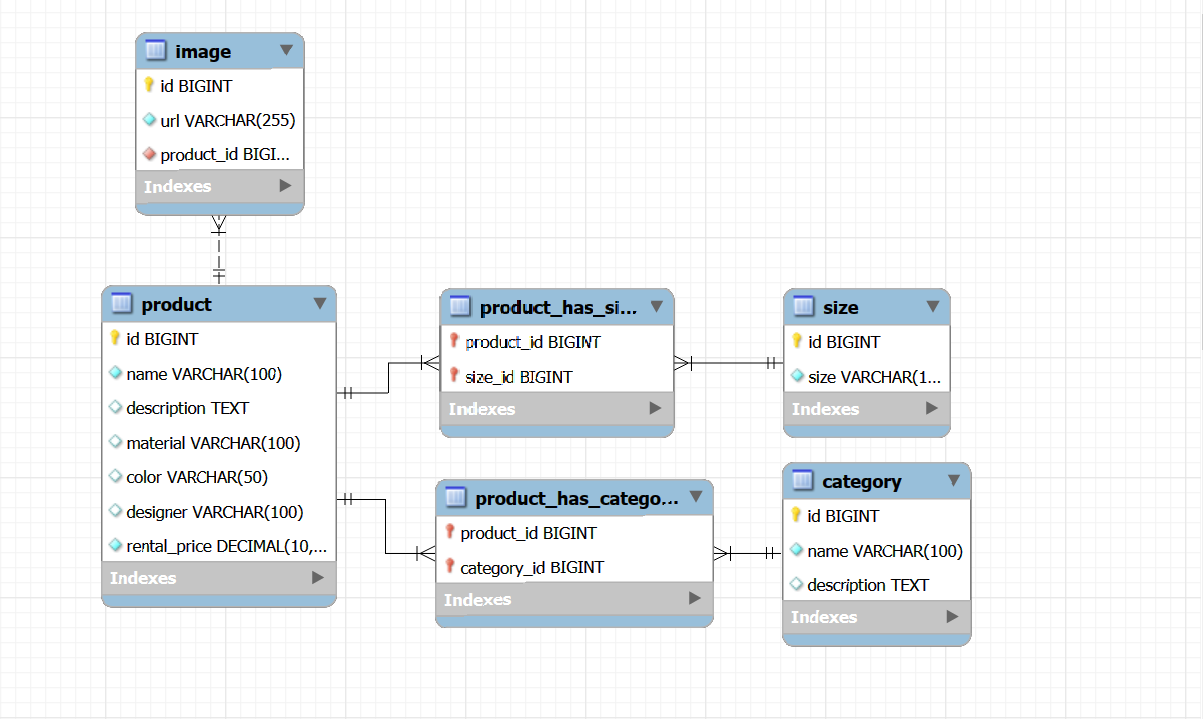 image
id BIGINT
url VARCHAR(255)
product_id BIGI...
Indexes
product
id BIGINT
name VARCHAR(100)
description TEXT
material VARCHAR(100)
color VARCHAR(50)
designer VARCHAR(100)
rental_price DECIMAL(10,...
Indexes
product_has_si...
product_id BIGINT
size_id BIGINT
Indexes
size
id BIGINT
size VARCHAR(1...
Indexes
product_has_catego...
product_id BIGINT
category_id BIGINT
Indexes
category
id BIGINT
name VARCHAR(100)
description TEXT
Indexes